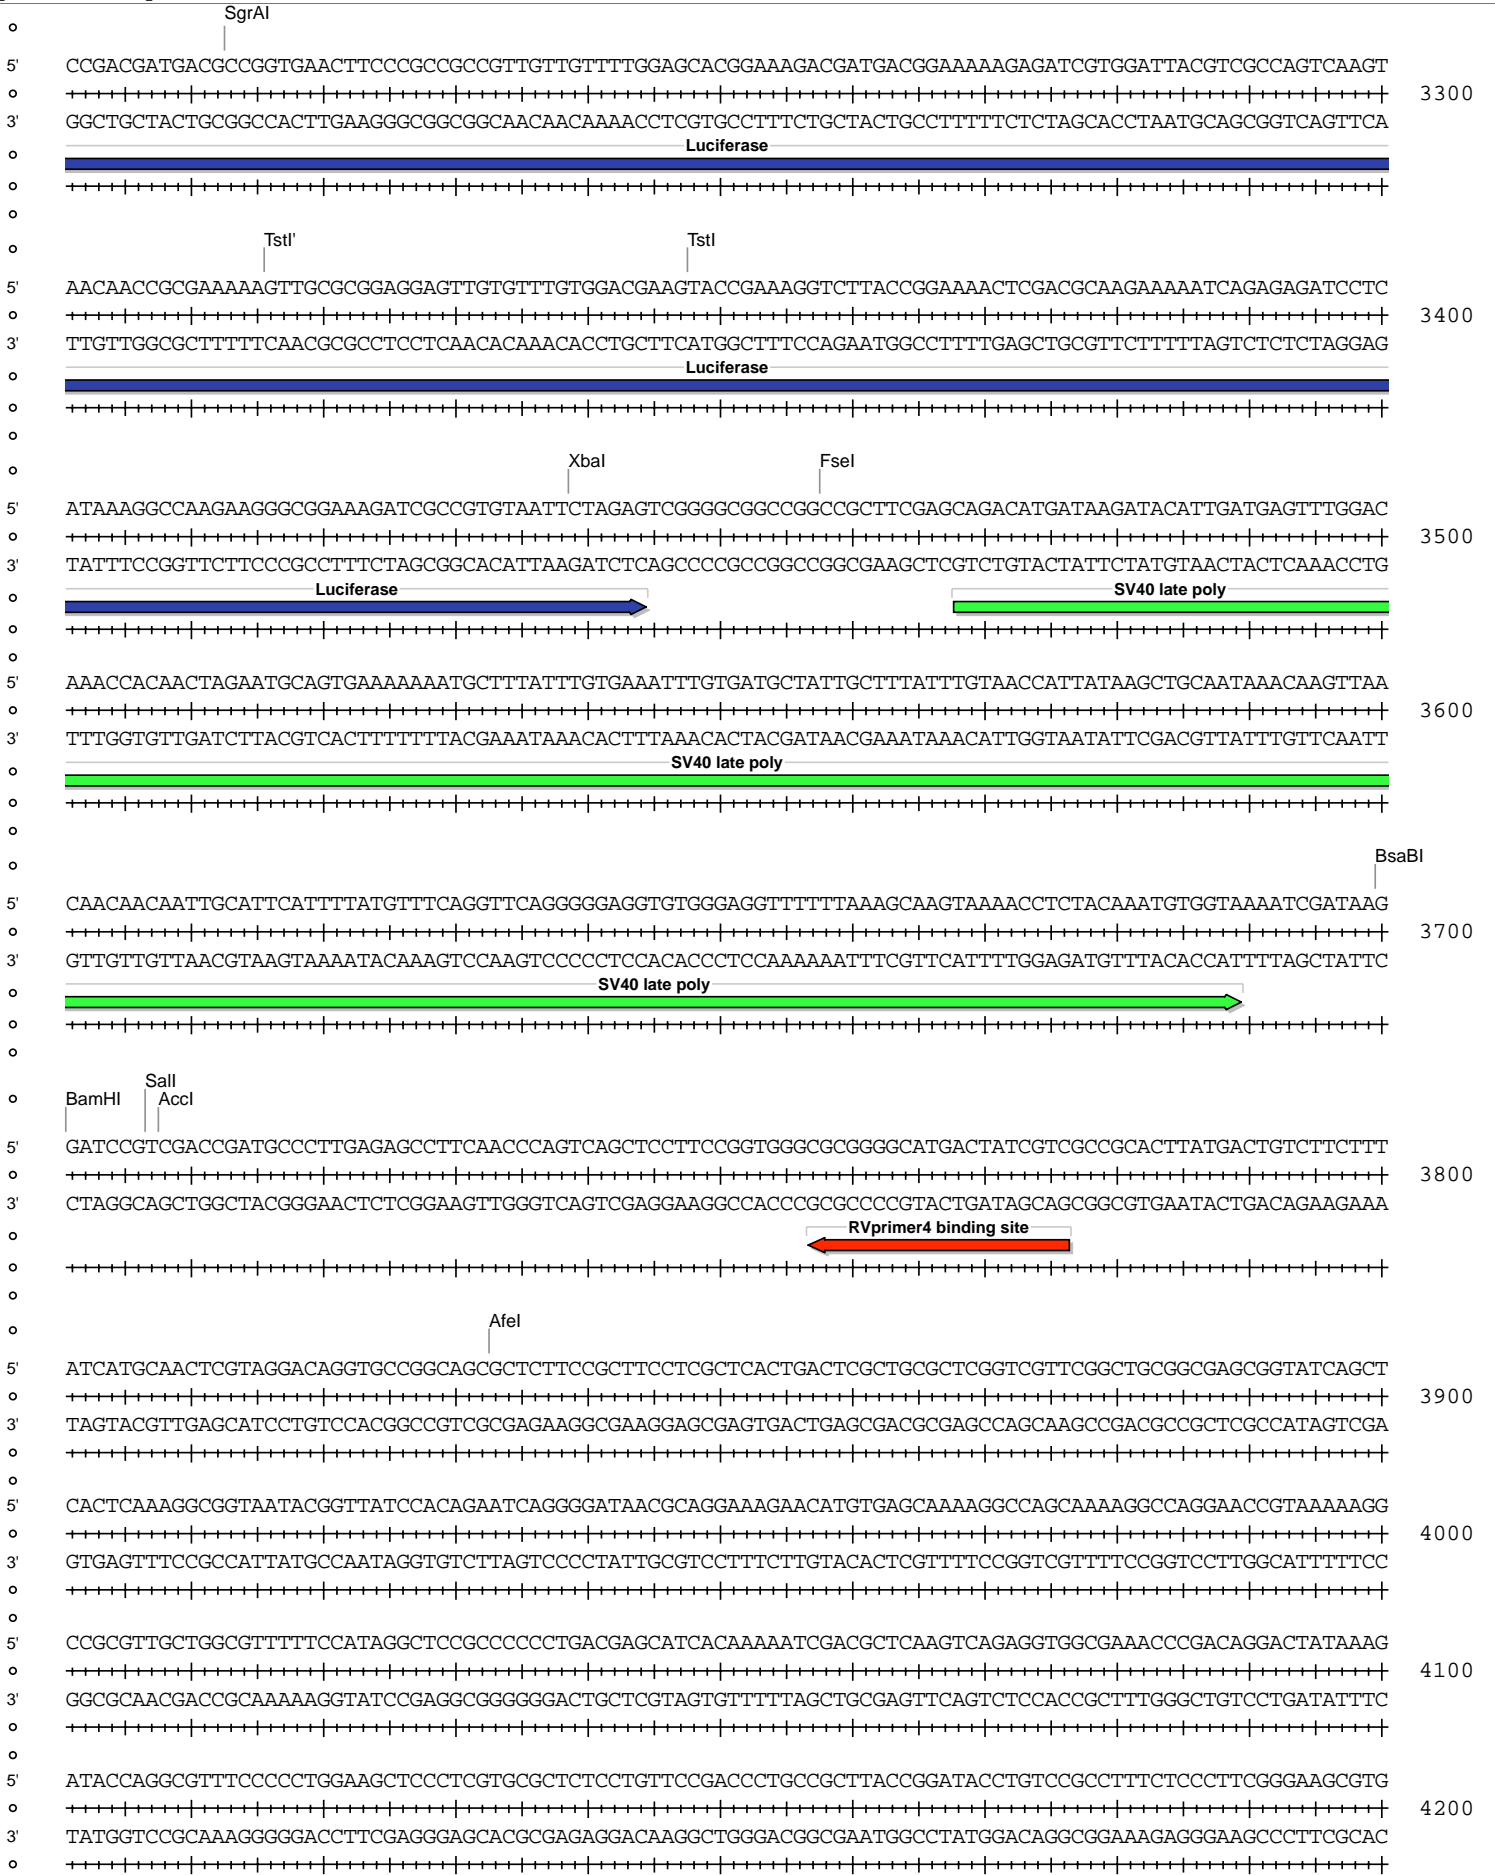 SgrAI
5' CCGACGATGACGCCGGTGAACTTCCCGCCGCCGTTGTTGTTTTGGAGCACGGAAAGACGATGACGGAAAAAGAGATCGTGGATTACGTCGCCAGTCAAGT
3300
3' GGCTGCTACTGCGGCCACTTGAAGGGCGGCGGCAACAACAAAACCTCGTGCCTTTCTGCTACTGCCTTTTTCTCTAGCACCTAATGCAGCGGTCAGTTCA
Luciferase
TstI' TstI
5' AACAACCGCGAAAAAGTTGCGCGGAGGAGTTGTGTTTGTGGACGAAGTACCGAAAGGTCTTACCGGAAAACTCGACGCAAGAAAAATCAGAGAGATCCTC
3400
3' TTGTTGGCGCTTTTTCAACGCGCCTCCTCAACACAAACACCTGCTTCATGGCTTTCCAGAATGGCCTTTTGAGCTGCGTTCTTTTTAGTCTCTCTAGGAG
Luciferase
XbaI FseI
5' ATAAAGGCCAAGAAGGGCGGAAAGATCGCCGTGTAATTCTAGAGTCGGGGCGGCCGGCCGCTTCGAGCAGACATGATAAGATACATTGATGAGTTTGGAC
3500
3' TATTTCCGGTTCTTCCCGCCTTTCTAGCGGCACATTAAGATCTCAGCCCCGCCGGCCGGCGAAGCTCGTCTGTACTATTCTATGTAACTACTCAAACCTG
Luciferase SV40 late poly
5' AAACCACAACTAGAATGCAGTGAAAAAAATGCTTTATTTGTGAAATTTGTGATGCTATTGCTTTATTTGTAACCATTATAAGCTGCAATAAACAAGTTAA
3600
3' TTTGGTGTTGATCTTACGTCACTTTTTTTACGAAATAAACACTTTAAACACTACGATAACGAAATAAACATTGGTAATATTCGACGTTATTTGTTCAATT
SV40 late poly
BsaBI
5' CAACAACAATTGCATTCATTTTATGTTTCAGGTTCAGGGGGAGGTGTGGGAGGTTTTTTAAAGCAAGTAAAACCTCTACAAATGTGGTAAAATCGATAAG
3700
3' GTTGTTGTTAACGTAAGTAAAATACAAAGTCCAAGTCCCCCTCCACACCCTCCAAAAAATTTCGTTCATTTTGGAGATGTTTACACCATTTTAGCTATTC
SV40 late poly
SalI
BamHI AccI
5' GATCCGTCGACCGATGCCCTTGAGAGCCTTCAACCCAGTCAGCTCCTTCCGGTGGGCGCGGGGCATGACTATCGTCGCCGCACTTATGACTGTCTTCTTT
3800
3' CTAGGCAGCTGGCTACGGGAACTCTCGGAAGTTGGGTCAGTCGAGGAAGGCCACCCGCGCCCCGTACTGATAGCAGCGGCGTGAATACTGACAGAAGAAA
RVprimer4 binding site
AfeI
5' ATCATGCAACTCGTAGGACAGGTGCCGGCAGCGCTCTTCCGCTTCCTCGCTCACTGACTCGCTGCGCTCGGTCGTTCGGCTGCGGCGAGCGGTATCAGCT
3900
3' TAGTACGTTGAGCATCCTGTCCACGGCCGTCGCGAGAAGGCGAAGGAGCGAGTGACTGAGCGACGCGAGCCAGCAAGCCGACGCCGCTCGCCATAGTCGA
5' CACTCAAAGGCGGTAATACGGTTATCCACAGAATCAGGGGATAACGCAGGAAAGAACATGTGAGCAAAAGGCCAGCAAAAGGCCAGGAACCGTAAAAAGG
4000
3' GTGAGTTTCCGCCATTATGCCAATAGGTGTCTTAGTCCCCTATTGCGTCCTTTCTTGTACACTCGTTTTCCGGTCGTTTTCCGGTCCTTGGCATTTTTCC
5' CCGCGTTGCTGGCGTTTTTCCATAGGCTCCGCCCCCCTGACGAGCATCACAAAAATCGACGCTCAAGTCAGAGGTGGCGAAACCCGACAGGACTATAAAG
4100
3' GGCGCAACGACCGCAAAAAGGTATCCGAGGCGGGGGGACTGCTCGTAGTGTTTTTAGCTGCGAGTTCAGTCTCCACCGCTTTGGGCTGTCCTGATATTTC
5' ATACCAGGCGTTTCCCCCTGGAAGCTCCCTCGTGCGCTCTCCTGTTCCGACCCTGCCGCTTACCGGATACCTGTCCGCCTTTCTCCCTTCGGGAAGCGTG
4200
3' TATGGTCCGCAAAGGGGGACCTTCGAGGGAGCACGCGAGAGGACAAGGCTGGGACGGCGAATGGCCTATGGACAGGCGGAAAGAGGGAAGCCCTTCGCAC